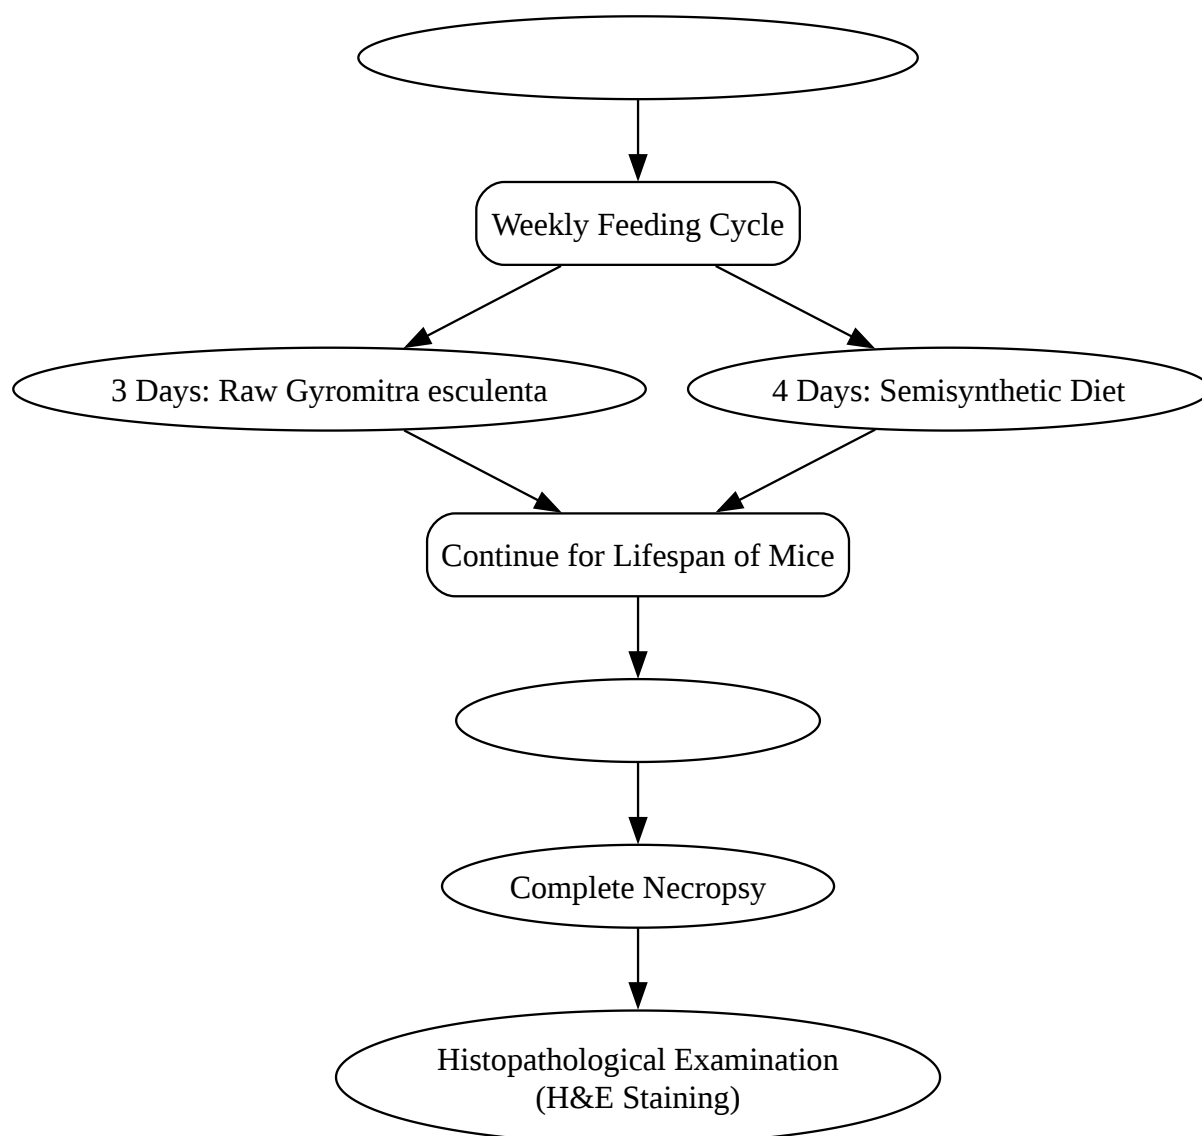 Weekly Feeding Cycle
3 Days: Raw Gyromitra esculenta
4 Days: Semisynthetic Diet
Continue for Lifespan of Mice
Complete Necropsy
Histopathological Examination
(H&E Staining)